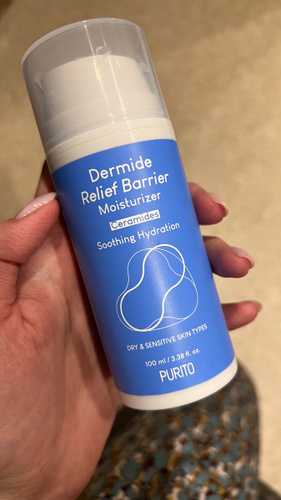 Dermide
Relief Barrier
Moisturizer
Ceramides
Soothing Hydration
DRY & SENSITIVE SKIN TYPES
100 ml / 3.38 fl. oz.
PURITO